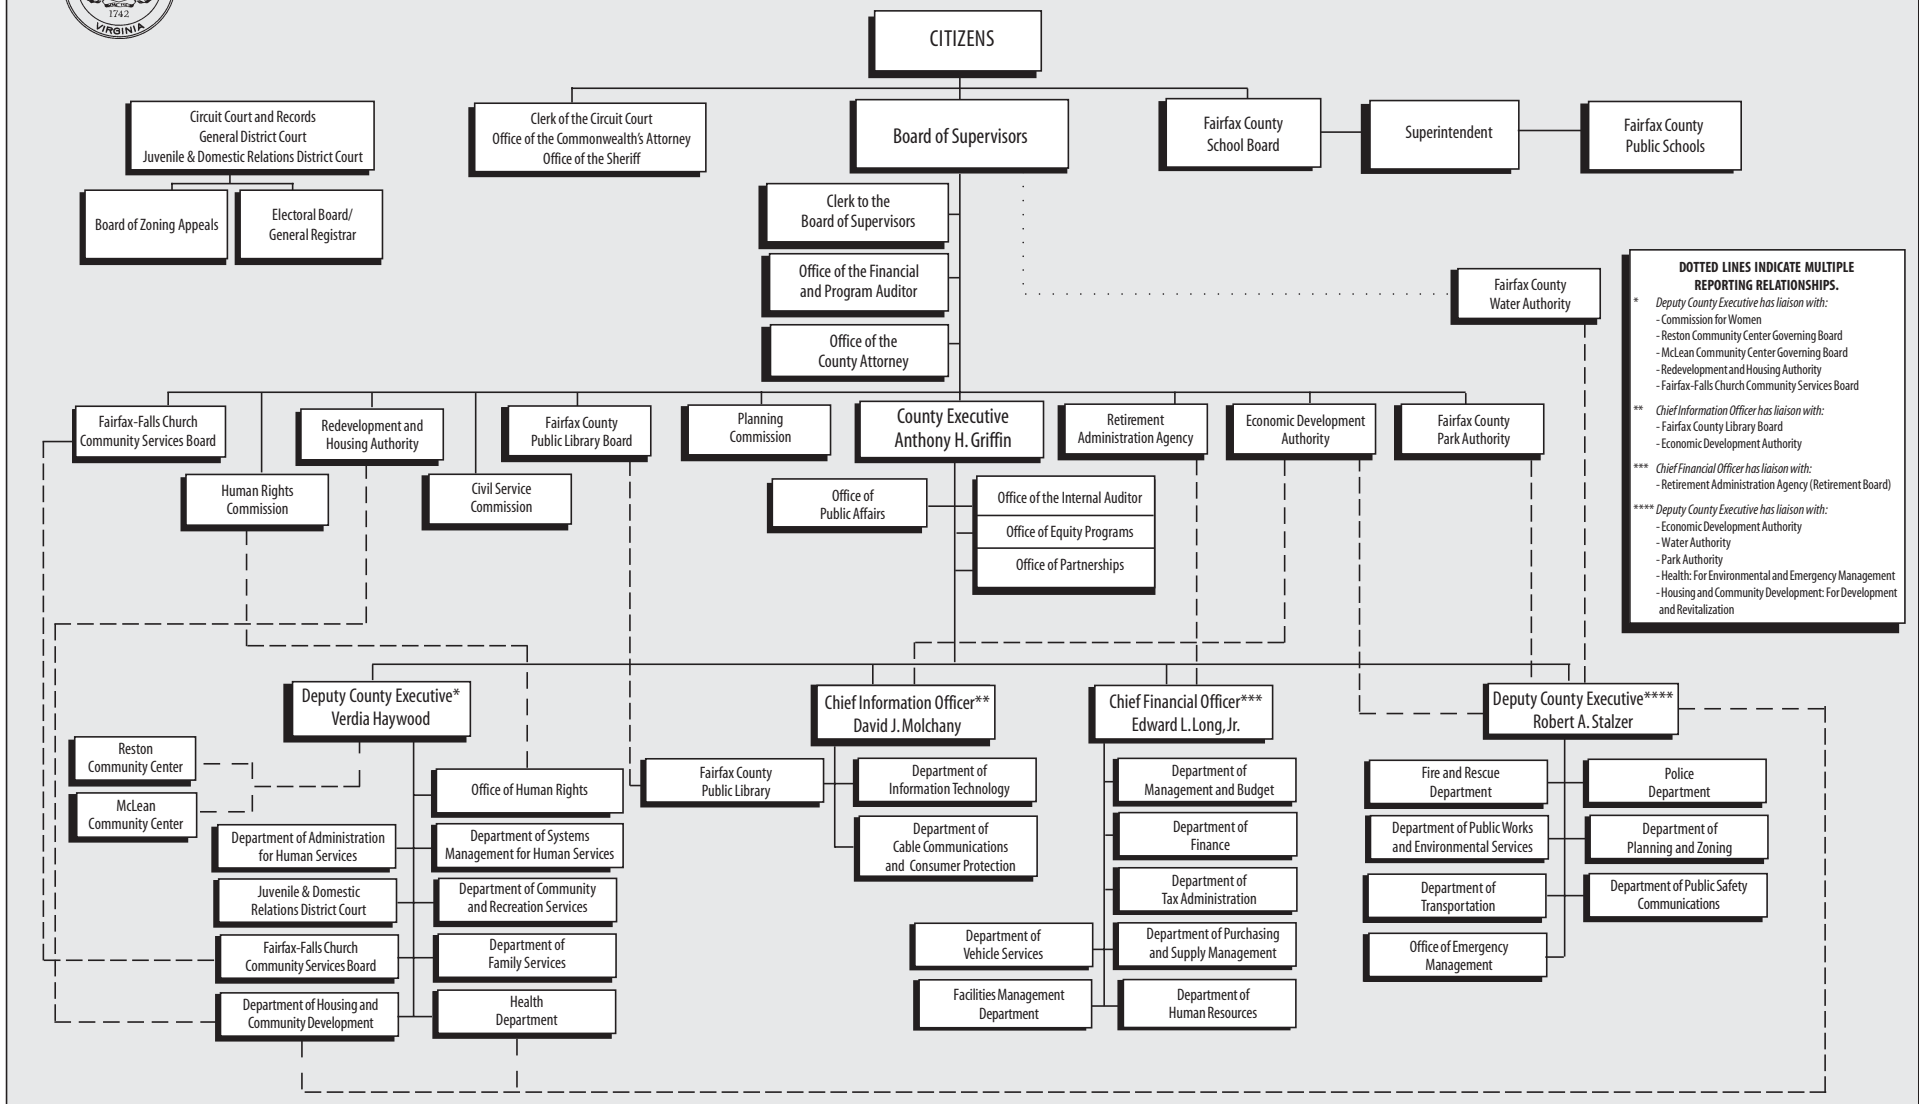 1742
VIRGINIA
CITIZENS
Circuit Court and Records
General District Court
Juvenile & Domestic Relations District Court
Clerk of the Circuit Court
Office of the Commonwealth's Attorney
Office of the Sheriff
Board of Supervisors
Fairfax County
School Board
Superintendent
Fairfax County
Public Schools
Board of Zoning Appeals
Electoral Board/
General Registrar
Clerk to the
Board of Supervisors
Office of the Financial
and Program Auditor
Office of the
County Attorney
Fairfax County
Water Authority
DOTTED LINES INDICATE MULTIPLE
REPORTING RELATIONSHIPS.
* Deputy County Executive has liaison with:
- Commission for Women
- Reston Community Center Governing Board
- McLean Community Center Governing Board
- Redevelopment and Housing Authority
- Fairfax-Falls Church Community Services Board
** Chief Information Officer has liaison with:
- Fairfax County Library Board
- Economic Development Authority
*** Chief Financial Officer has liaison with:
- Retirement Administration Agency (Retirement Board)
**** Deputy County Executive has liaison with:
- Economic Development Authority
- Water Authority
- Park Authority
- Health: For Environmental and Emergency Management
- Housing and Community Development: For Development
and Revitalization
Fairfax-Falls Church
Community Services Board
Redevelopment and
Housing Authority
Fairfax County
Public Library Board
Planning
Commission
County Executive
Anthony H. Griffin
Retirement
Administration Agency
Economic Development
Authority
Fairfax County
Park Authority
Human Rights
Commission
Civil Service
Commission
Office of
Public Affairs
Office of the Internal Auditor
Office of Equity Programs
Office of Partnerships
Deputy County Executive*
Verdia Haywood
Chief Information Officer**
David J. Molchany
Chief Financial Officer***
Edward L. Long, Jr.
Deputy County Executive****
Robert A. Stalzer
Reston
Community Center
McLean
Community Center
Office of Human Rights
Department of Administration
for Human Services
Department of Systems
Management for Human Services
Juvenile & Domestic
Relations District Court
Department of Community
and Recreation Services
Fairfax-Falls Church
Community Services Board
Department of
Family Services
Department of Housing and
Community Development
Health
Department
Fairfax County
Public Library
Department of
Information Technology
Department of
Cable Communications
and Consumer Protection
Department of
Management and Budget
Department of
Finance
Department of
Tax Administration
Department of
Vehicle Services
Department of Purchasing
and Supply Management
Facilities Management
Department
Department of
Human Resources
Fire and Rescue
Department
Police
Department
Department of Public Works
and Environmental Services
Department of
Planning and Zoning
Department of
Transportation
Department of Public Safety
Communications
Office of Emergency
Management